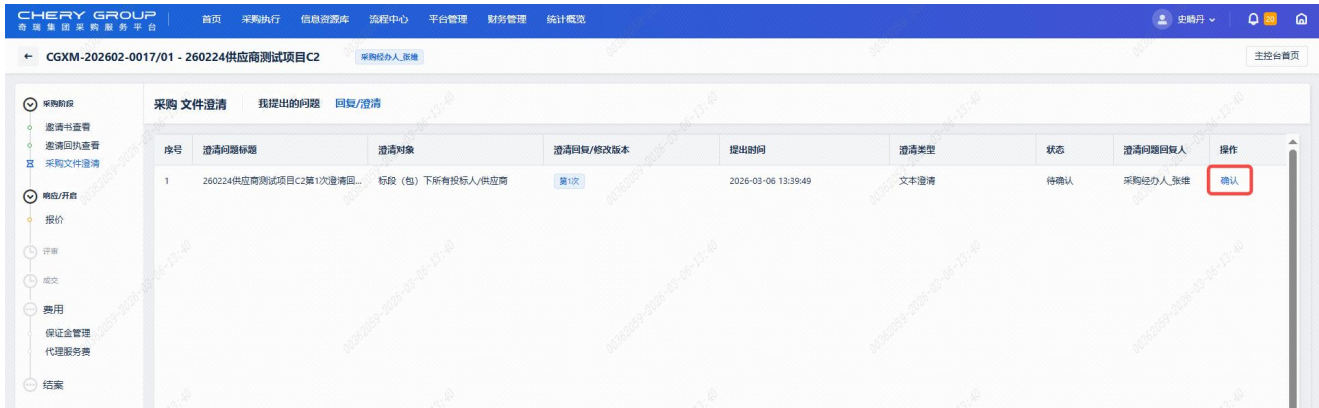 CHERY GROUP 首页 采购执行 信息资源库 流程中心 平台管理 财务管理 统计概览 史畸丹 20
奇瑞集团采购服务平台
← CGXM-202602-0017/01 - 260224供应商测试项目C2 采购经办人_张维 主控台首页
采购阶段
邀请书查看
邀请回执查看
采购文件澄清
响应/开启
报价
评审
成交
费用
保证金管理
代理服务费
结案
采购 文件澄清 我提出的问题 回复/澄清
序号 澄清问题标题 澄清对象 澄清回复/修改版本 提出时间 澄清类型 状态 澄清问题回复人 操作
1 260224供应商测试项目C2第1次澄清回... 标段（包）下所有投标人/供应商 第1次 2026-03-06 13:39:49 文本澄清 待确认 采购经办人_张维 确认